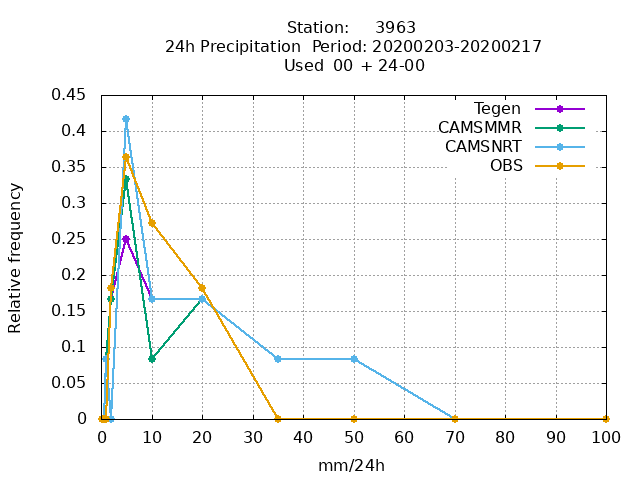 Station:     3963
24h Precipitation  Period: 20200203-20200217
Used  00 + 24-00
Tegen
CAMSMMR
CAMSNRT
OBS
0.45
0.4
0.35
0.3
0.25
0.2
0.15
0.1
0.05
0
Relative frequency
0 10 20 30 40 50 60 70 80 90 100
mm/24h